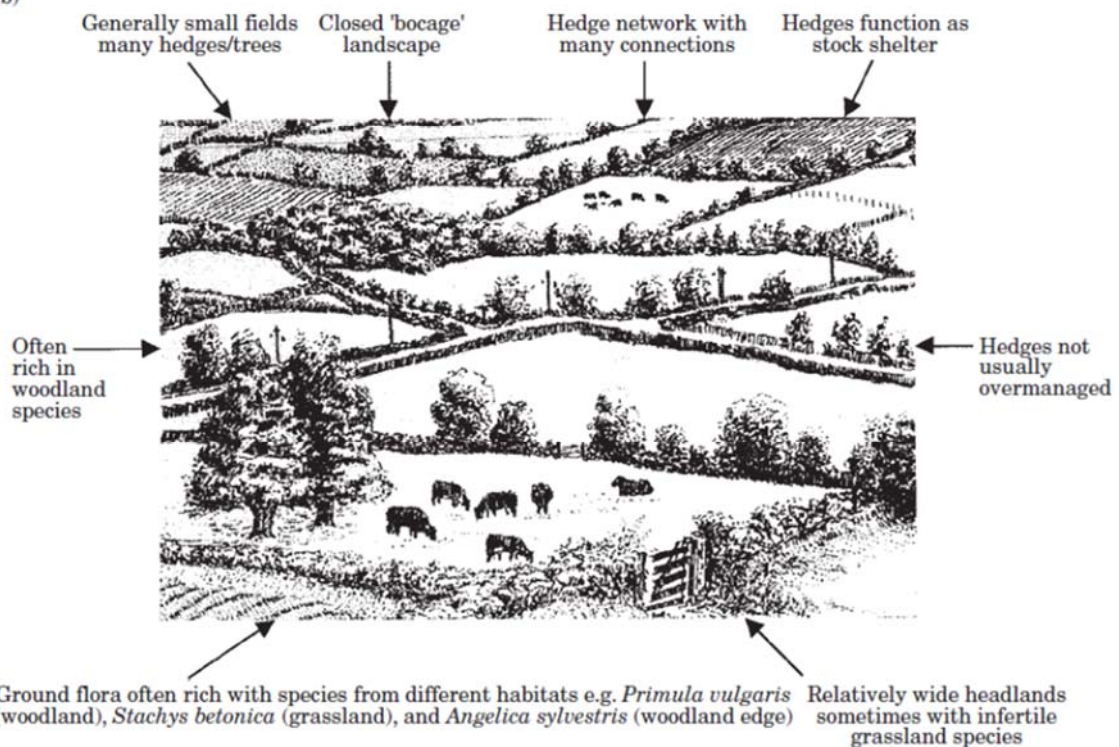 b)
Generally small fields
many hedges/trees
Closed 'bocage'
landscape
Hedge network with
many connections
Hedges function as
stock shelter
Often
rich in
woodland
species
Hedges not
usually
overmanaged
Ground flora often rich with species from different habitats e.g. Primula vulgaris
woodland), Stachys betonica (grassland), and Angelica sylvestris (woodland edge)
Relatively wide headlands
sometimes with infertile
grassland species